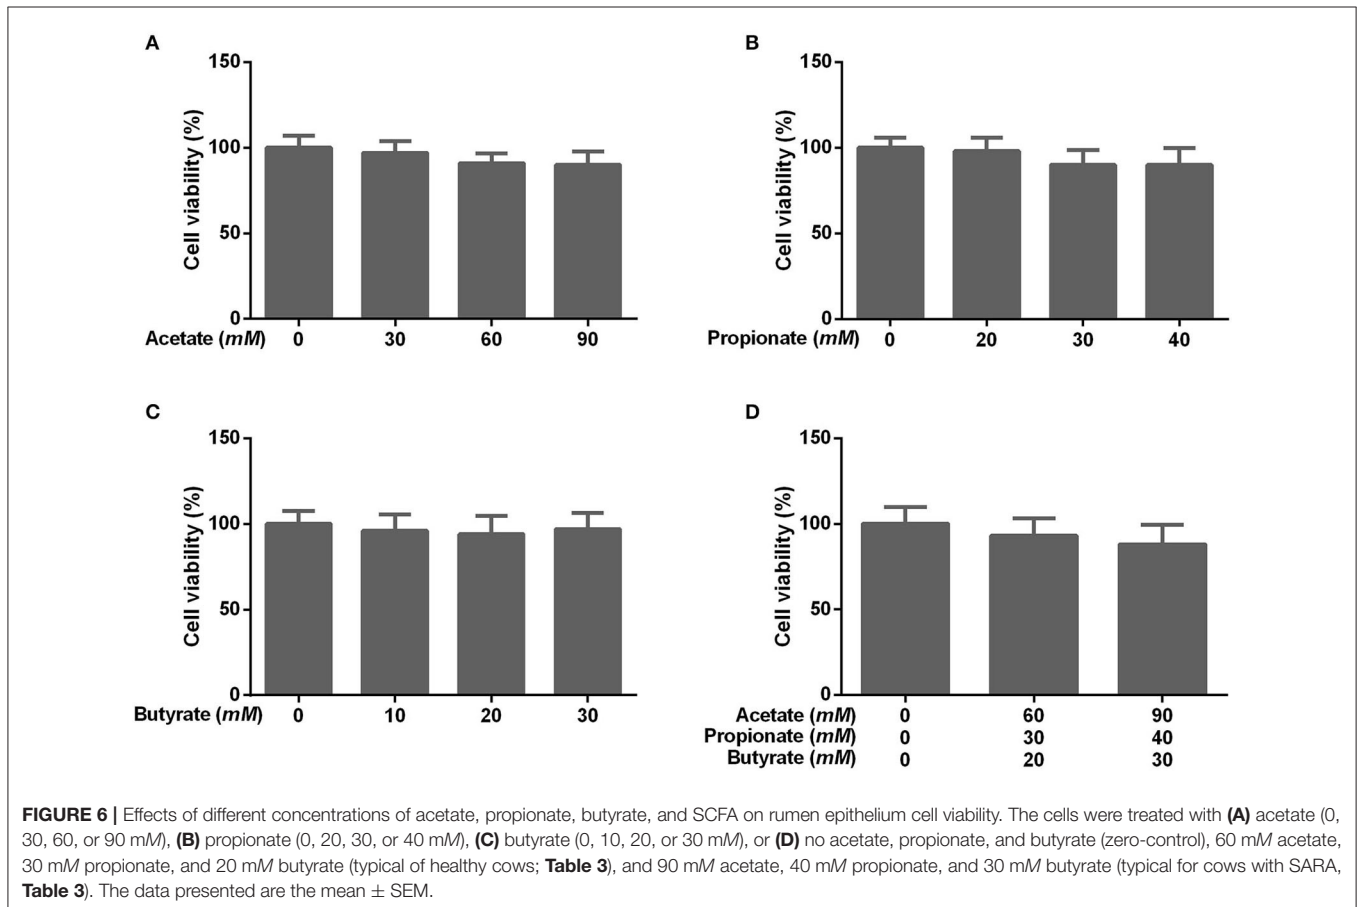 A
150
100
50
0
Cell viability (%)
Acetate (mM) 0 30 60 90
B
150
100
50
0
Cell viability (%)
Propionate (mM) 0 20 30 40
C
150
100
50
0
Cell viability (%)
Butyrate (mM) 0 10 20 30
D
150
100
50
0
Cell viability (%)
Acetate (mM) 0 60 90
Propionate (mM) 0 30 40
Butyrate (mM) 0 20 30
FIGURE 6 | Effects of different concentrations of acetate, propionate, butyrate, and SCFA on rumen epithelium cell viability. The cells were treated with (A) acetate (0,
30, 60, or 90 mM), (B) propionate (0, 20, 30, or 40 mM), (C) butyrate (0, 10, 20, or 30 mM), or (D) no acetate, propionate, and butyrate (zero-control), 60 mM acetate,
30 mM propionate, and 20 mM butyrate (typical of healthy cows; Table 3), and 90 mM acetate, 40 mM propionate, and 30 mM butyrate (typical for cows with SARA,
Table 3). The data presented are the mean ± SEM.